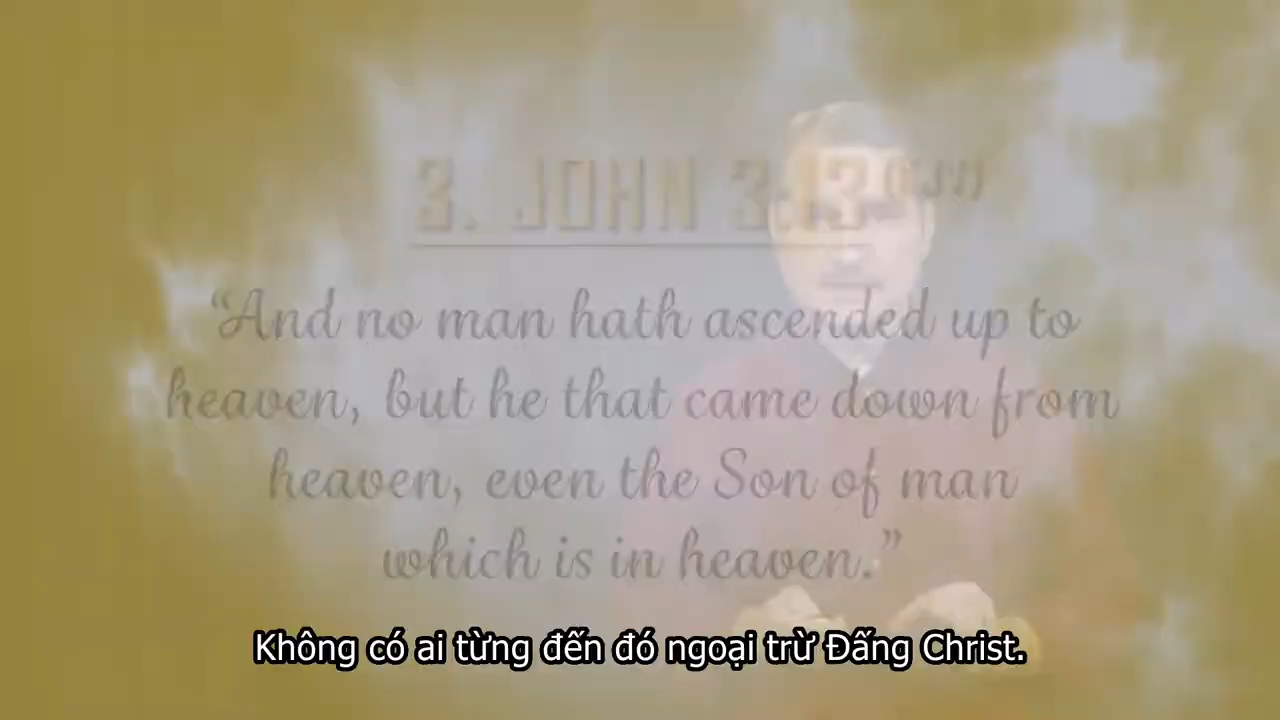 3. JOHN 3:13 "KJV"
“And no man hath ascended up to
heaven, but he that came down from
heaven, even the Son of man
which is in heaven.”
Không có ai từng đến đó ngoại trừ Đấng Christ.